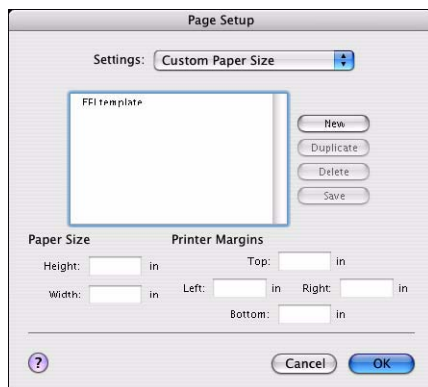 Page Setup
Settings: Custom Paper Size
EFI template
New
Duplicate
Delete
Save
Paper Size
Printer Margins
Height: in
Top: in
Width: in
Left: in Right: in
Bottom: in
? Cancel OK